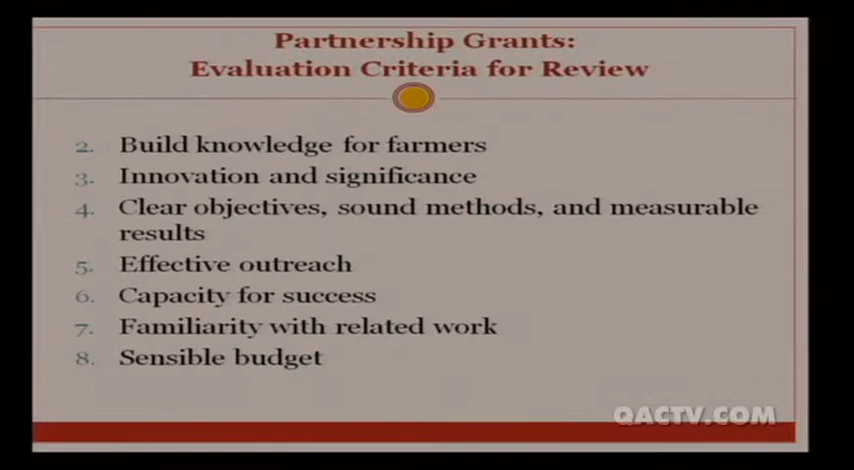 Partnership Grants:
Evaluation Criteria for Review
2. Build knowledge for farmers
3. Innovation and significance
4. Clear objectives, sound methods, and measurable
results
5. Effective outreach
6. Capacity for success
7. Familiarity with related work
8. Sensible budget
QACTV.COM